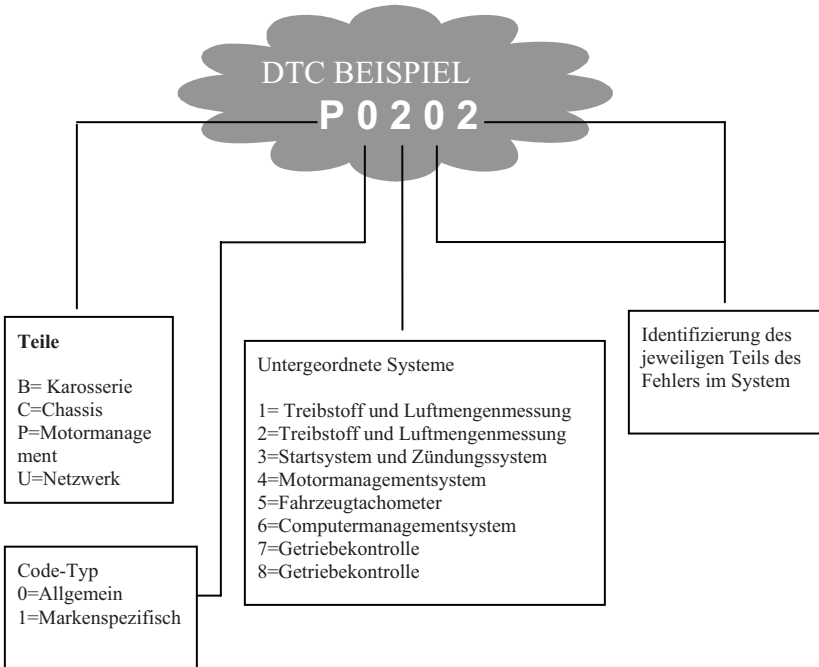 DTC BEISPIEL
P 0 2 0 2
Teile
B= Karosserie
C=Chassis
P=Motormanage
ment
U=Netzwerk
Code-Typ
0=Allgemein
1=Markenspezifisch
Untergeordnete Systeme
1= Treibstoff und Luftmengenmessung
2=Treibstoff und Luftmengenmessung
3=Startsystem und Zündungssystem
4=Motormanagementsystem
5=Fahrzeugtachometer
6=Computermanagementsystem
7=Getriebekontrolle
8=Getriebekontrolle
Identifizierung des
jeweiligen Teils des
Fehlers im System